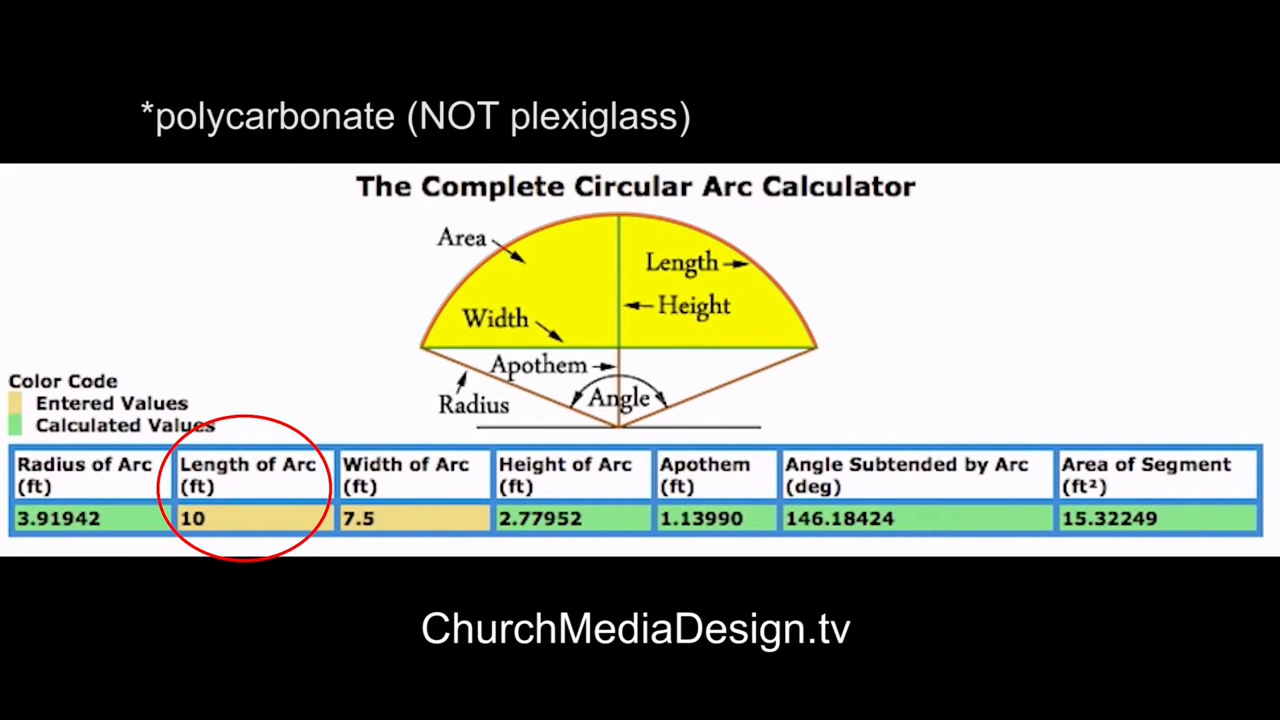 *polycarbonate (NOT plexiglass)
The Complete Circular Arc Calculator
Area
Length
Height
Width
Apothem
Angle
Radius
Color Code
Entered Values
Calculated Values
Radius of Arc (ft) Length of Arc (ft) Width of Arc (ft) Height of Arc (ft) Apothem (ft) Angle Subtended by Arc (deg) Area of Segment (ft²)
3.91942 10 7.5 2.77952 1.13990 146.18424 15.32249
ChurchMediaDesign.tv